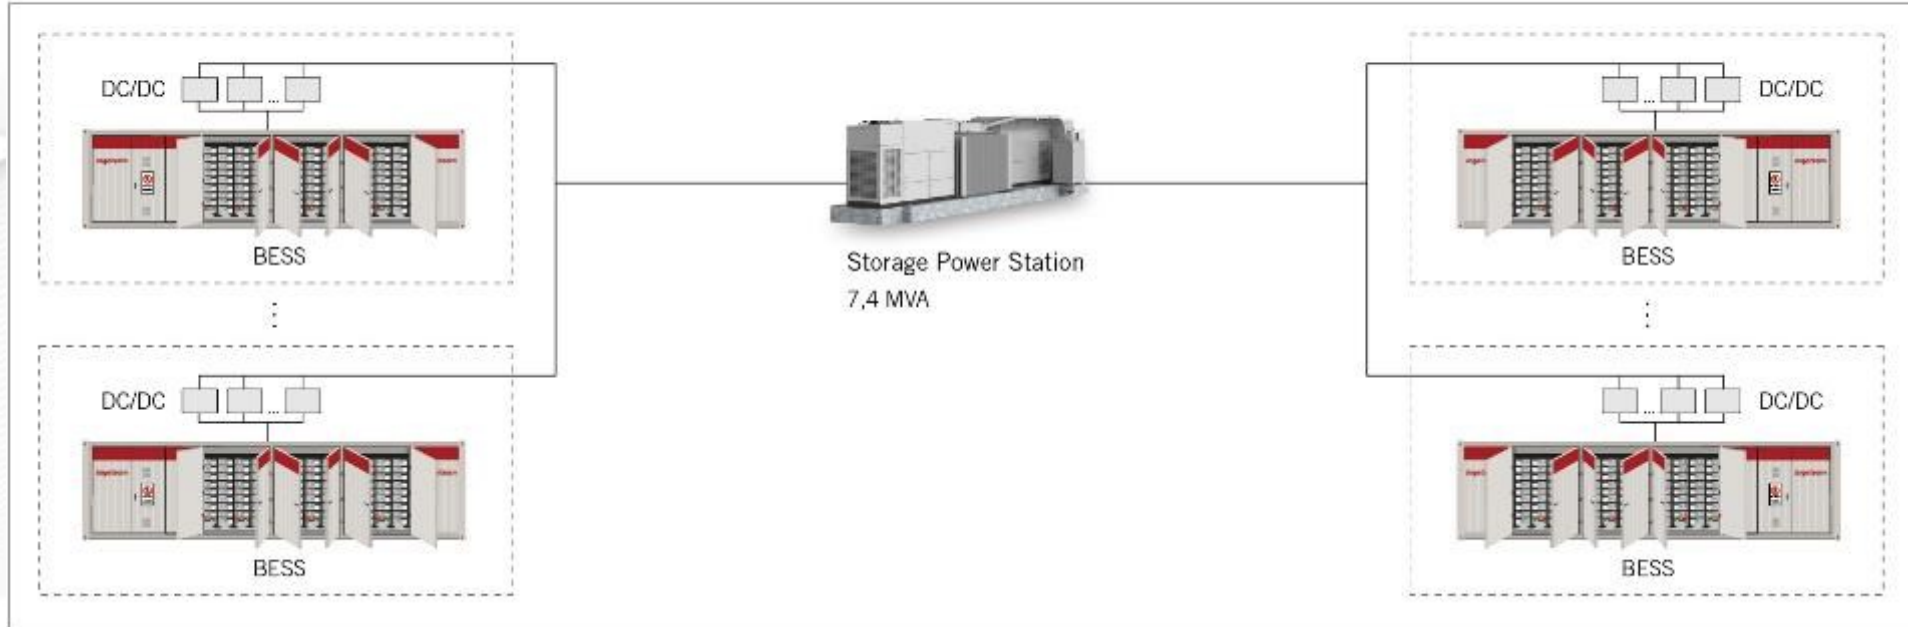 DC/DC
BESS
DC/DC
BESS
Storage Power Station
7,4 MVA
DC/DC
BESS
DC/DC
BESS